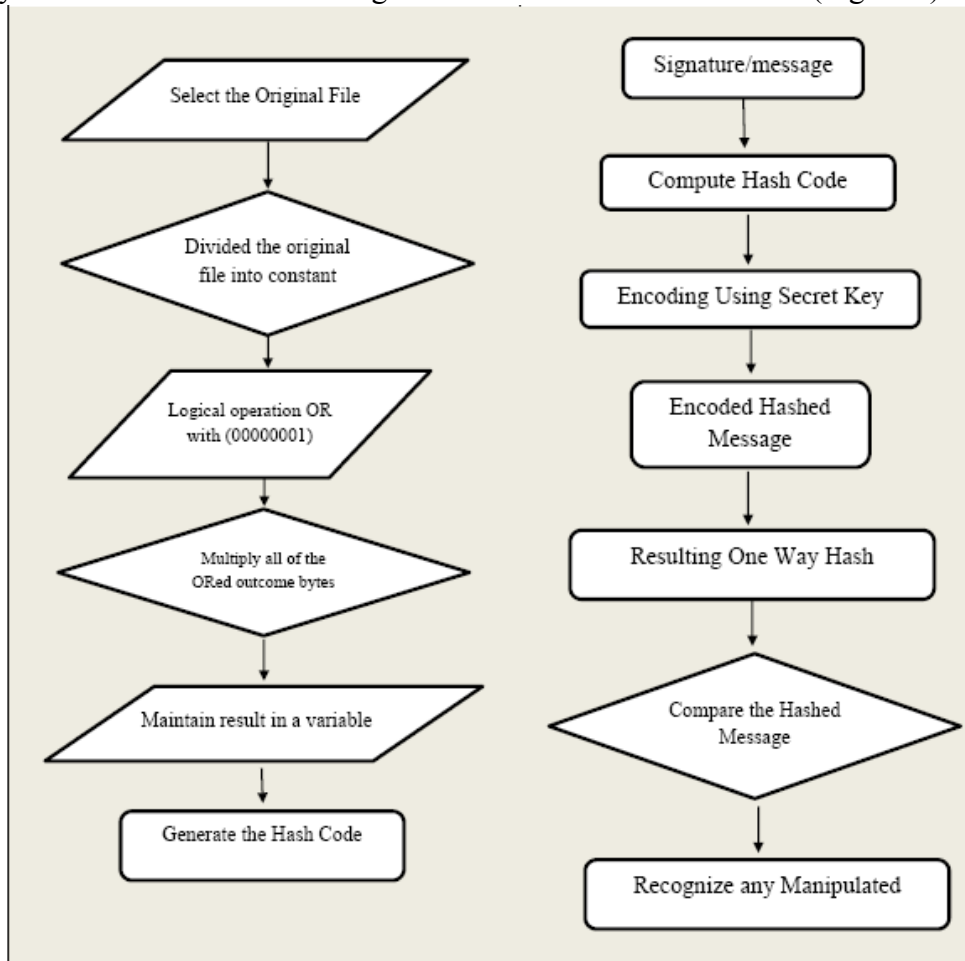 Select the Original File
Divided the original
file into constant
Logical operation OR
with (00000001)
Multiply all of the
ORed outcome bytes
Maintain result in a variable
Generate the Hash Code
Signature/message
Compute Hash Code
Encoding Using Secret Key
Encoded Hashed
Message
Resulting One Way Hash
Compare the Hashed
Message
Recognize any Manipulated